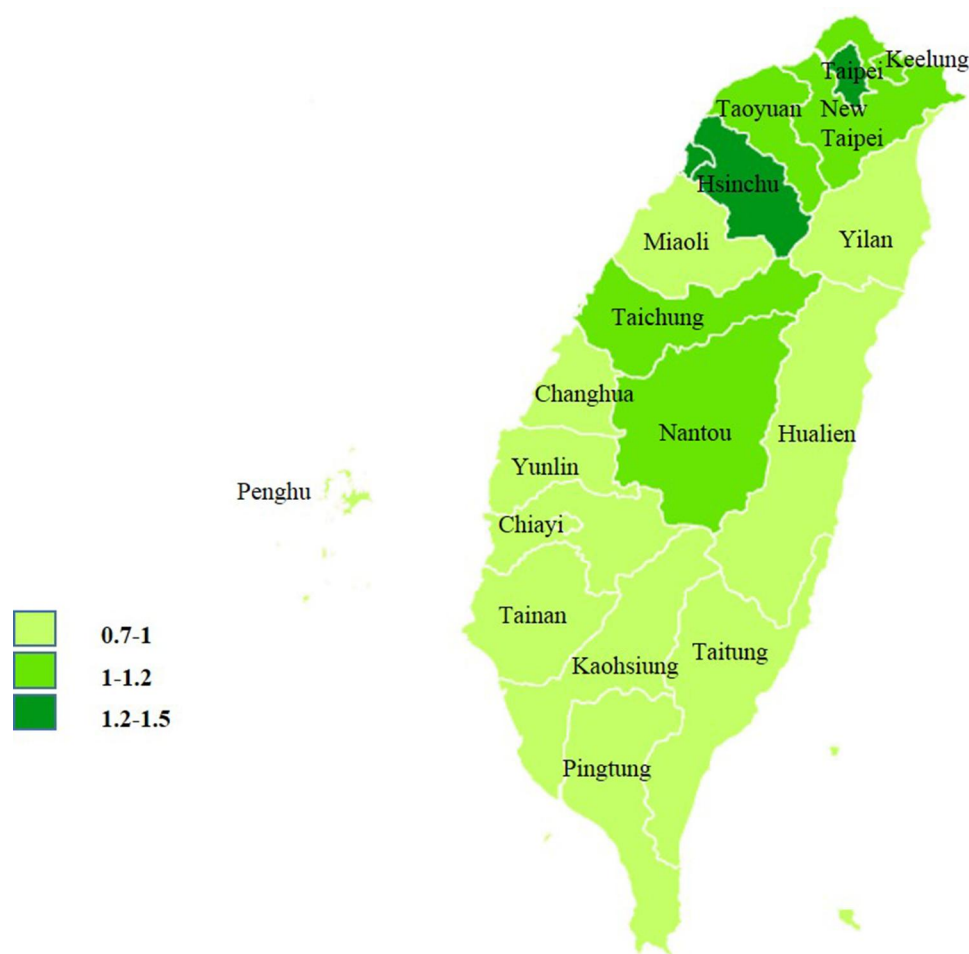 Keelung
Taipei
Taoyuan
New
Taipei
Hsinchu
Miaoli
Yilan
Taichung
Changhua
Nantou
Hualien
Yunlin
Penghu
Chiayi
Tainan
Kaohsiung
Taitung
Pingtung
0.7-1
1-1.2
1.2-1.5